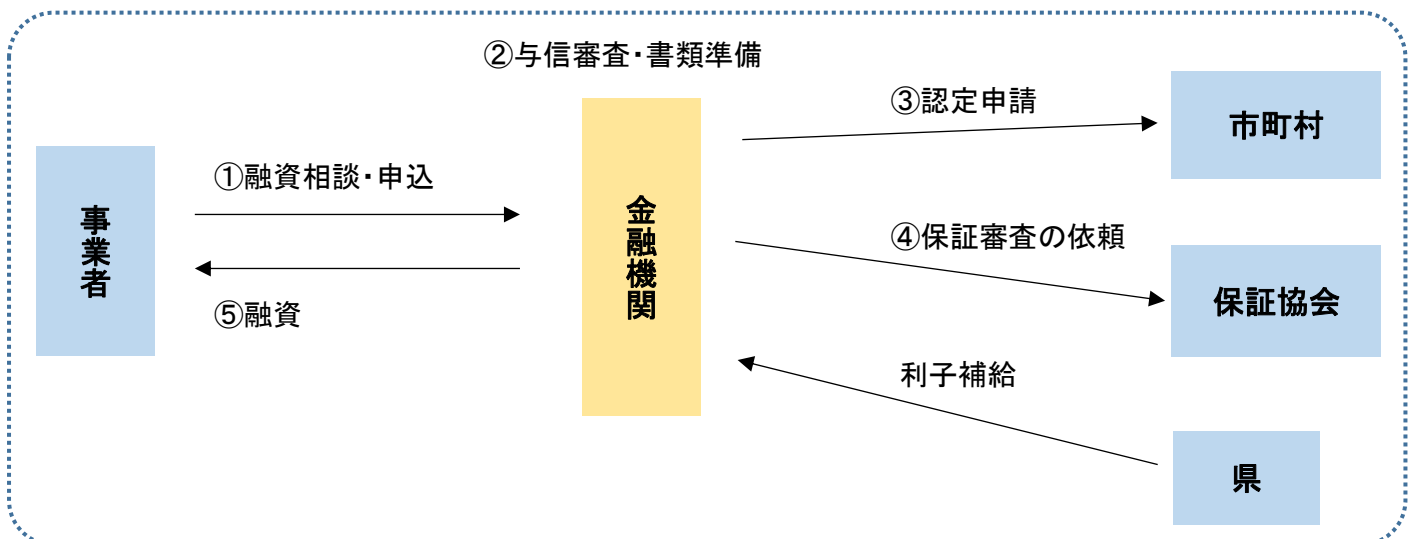 ②与信審査・書類準備
③認定申請
市町村
①融資相談・申込
事業者
金融機関
④保証審査の依頼
保証協会
⑤融資
利子補給
県